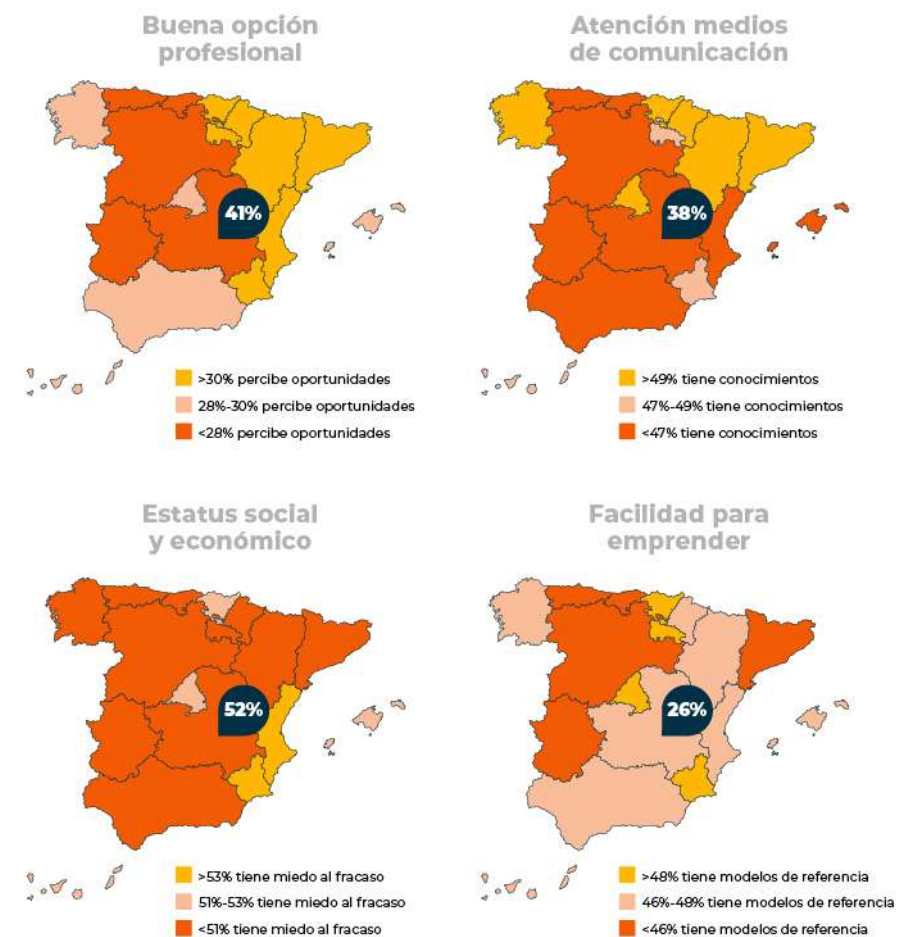 Buena opción
profesional
41%
>30% percibe oportunidades
28%-30% percibe oportunidades
<28% percibe oportunidades
Atención medios
de comunicación
38%
>49% tiene conocimientos
47%-49% tiene conocimientos
<47% tiene conocimientos
Estatus social
y económico
52%
>53% tiene miedo al fracaso
51%-53% tiene miedo al fracaso
<51% tiene miedo al fracaso
Facilidad para
emprender
26%
>48% tiene modelos de referencia
46%-48% tiene modelos de referencia
<46% tiene modelos de referencia